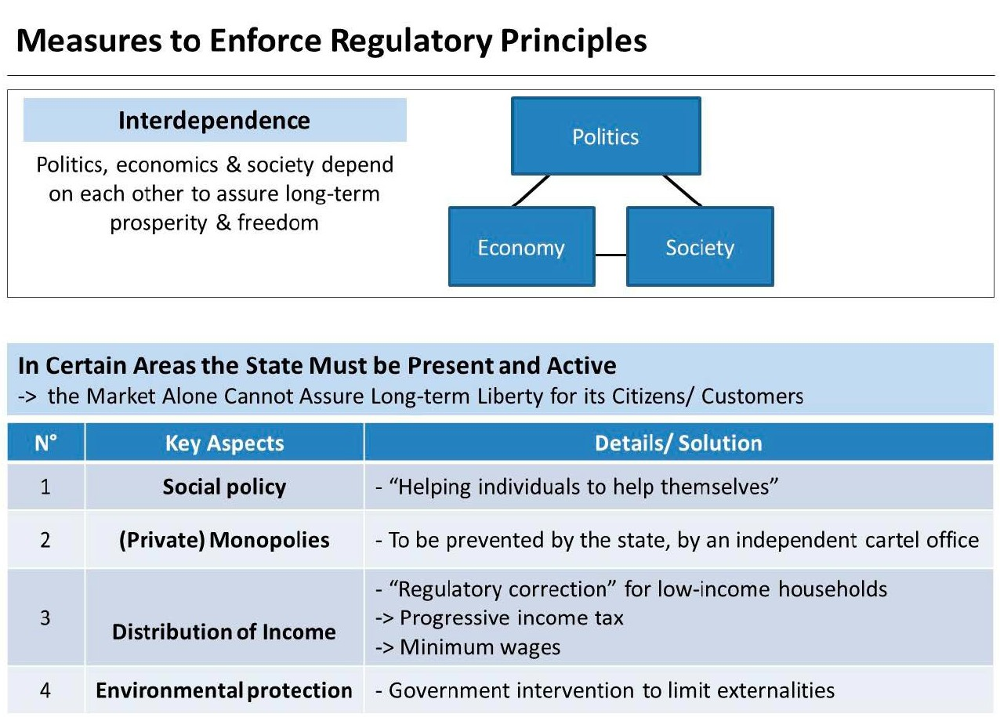 Measures to Enforce Regulatory Principles
Interdependence
Politics, economics & society depend
on each other to assure long-term
prosperity & freedom
Politics
Economy
Society
In Certain Areas the State Must be Present and Active
-> the Market Alone Cannot Assure Long-term Liberty for its Citizens/ Customers
N°
Key Aspects
Details/ Solution
1
Social policy
- “Helping individuals to help themselves”
2
(Private) Monopolies
- To be prevented by the state, by an independent cartel office
3
Distribution of Income
- “Regulatory correction” for low-income households
-> Progressive income tax
-> Minimum wages
4
Environmental protection
- Government intervention to limit externalities